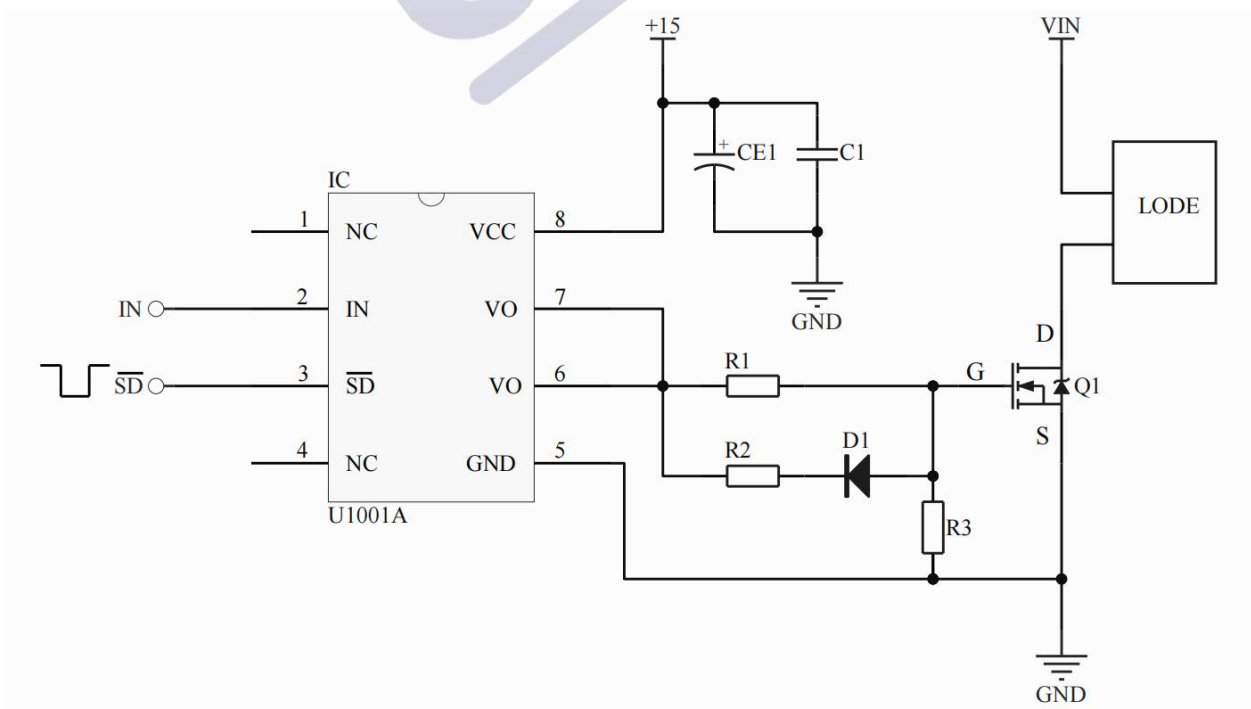 +15
VIN
+
CE1
C1
LODE
IC
1
NC
VCC
8
IN
2
IN
VO
7
GND
D
SD
3
SD
VO
6
R1
G
Q1
S
4
NC
GND
5
R2
D1
R3
U1001A
GND